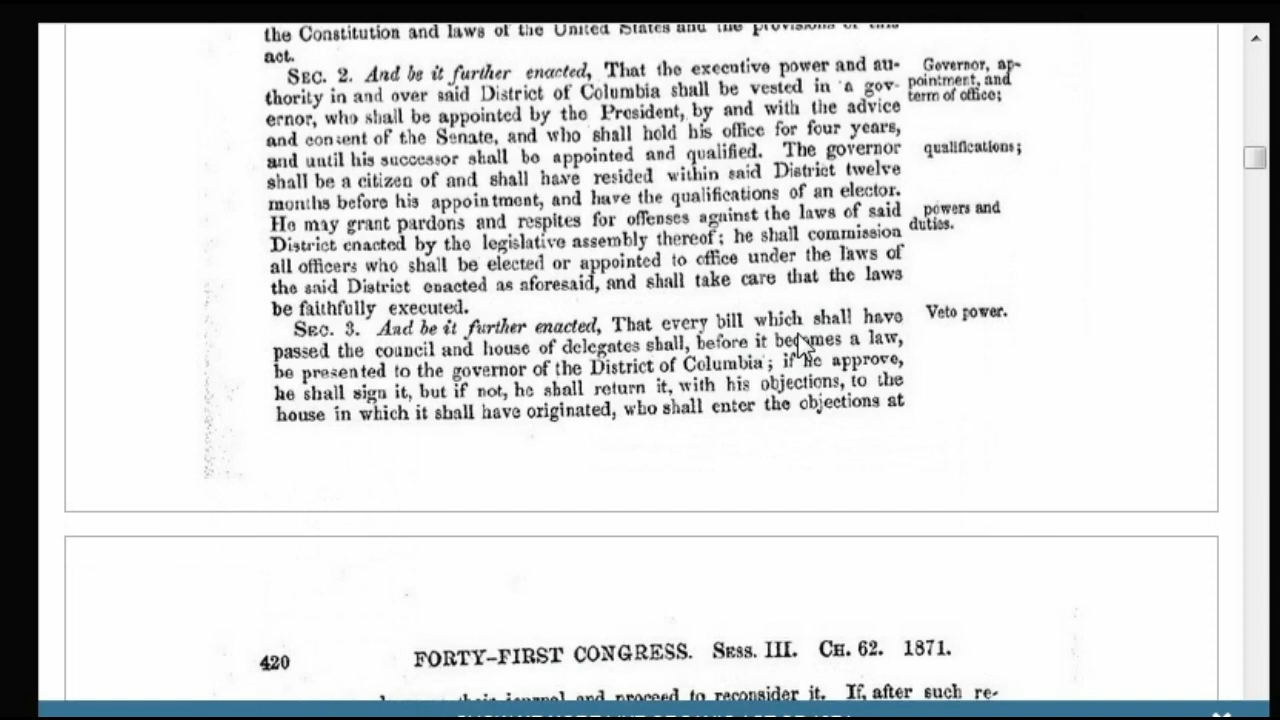 the Constitution and laws of the United States and the provisions of this
act.
SEC. 2. And be it further enacted, That the executive power and au-
thority in and over said District of Columbia shall be vested in a gov-
ernor, who shall be appointed by the President, by and with the advice
and consent of the Senate, and who shall hold his office for four years,
and until his successor shall be appointed and qualified. The governor
shall be a citizen of and shall have resided within said District twelve
months before his appointment, and have the qualifications of an elector.
He may grant pardons and respites for offenses against the laws of said
District enacted by the legislative assembly thereof; he shall commission
all officers who shall be elected or appointed to office under the laws of
the said District enacted as aforesaid, and shall take care that the laws
be faithfully executed.
SEC. 3. And be it further enacted, That every bill which shall have
passed the council and house of delegates shall, before it becomes a law,
be presented to the governor of the District of Columbia; if he approve,
he shall sign it, but if not, he shall return it, with his objections, to the
house in which it shall have originated, who shall enter the objections at
Governor, ap-
pointment, and
term of office;
qualifications;
powers and
duties.
Veto power.
420 FORTY-FIRST CONGRESS. SESS. III. CH. 62. 1871.
their journal and proceed to reconsider it. If, after such re-